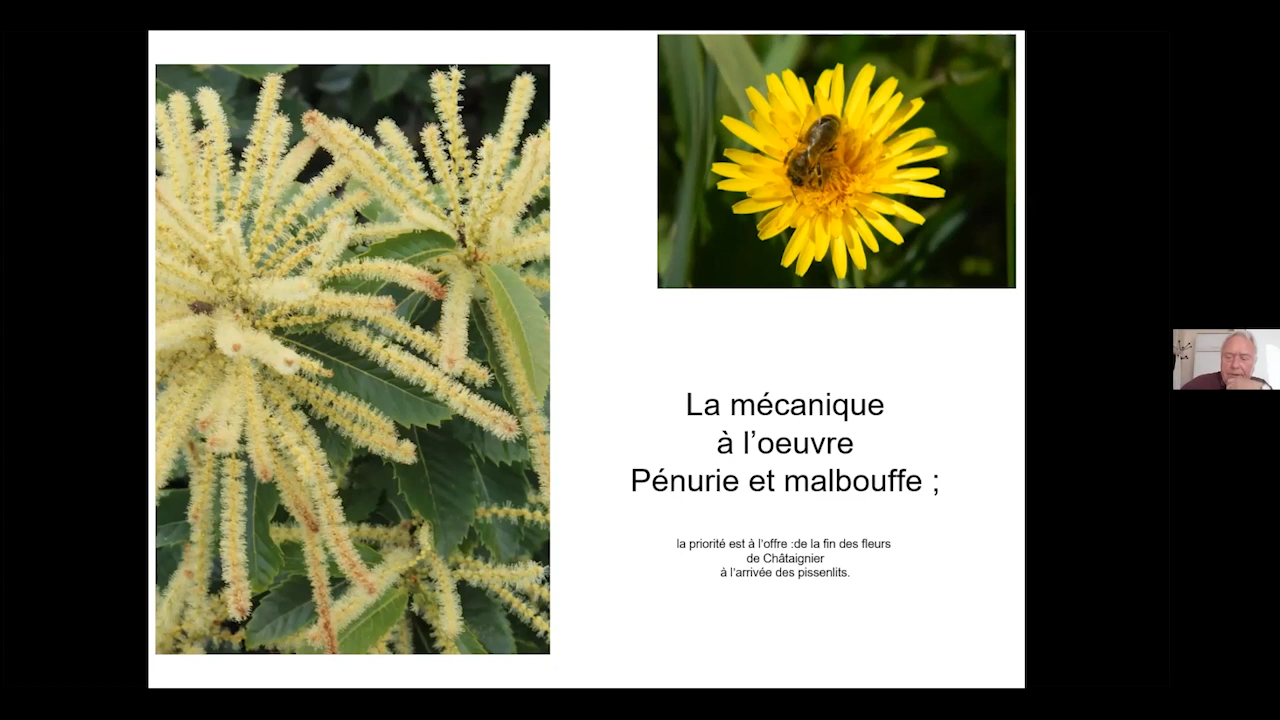 La mécanique
à l’oeuvre
Pénurie et malbouffe ;
la priorité est à l’offre :de la fin des fleurs
de Châtaignier
à l’arrivée des pissenlits.